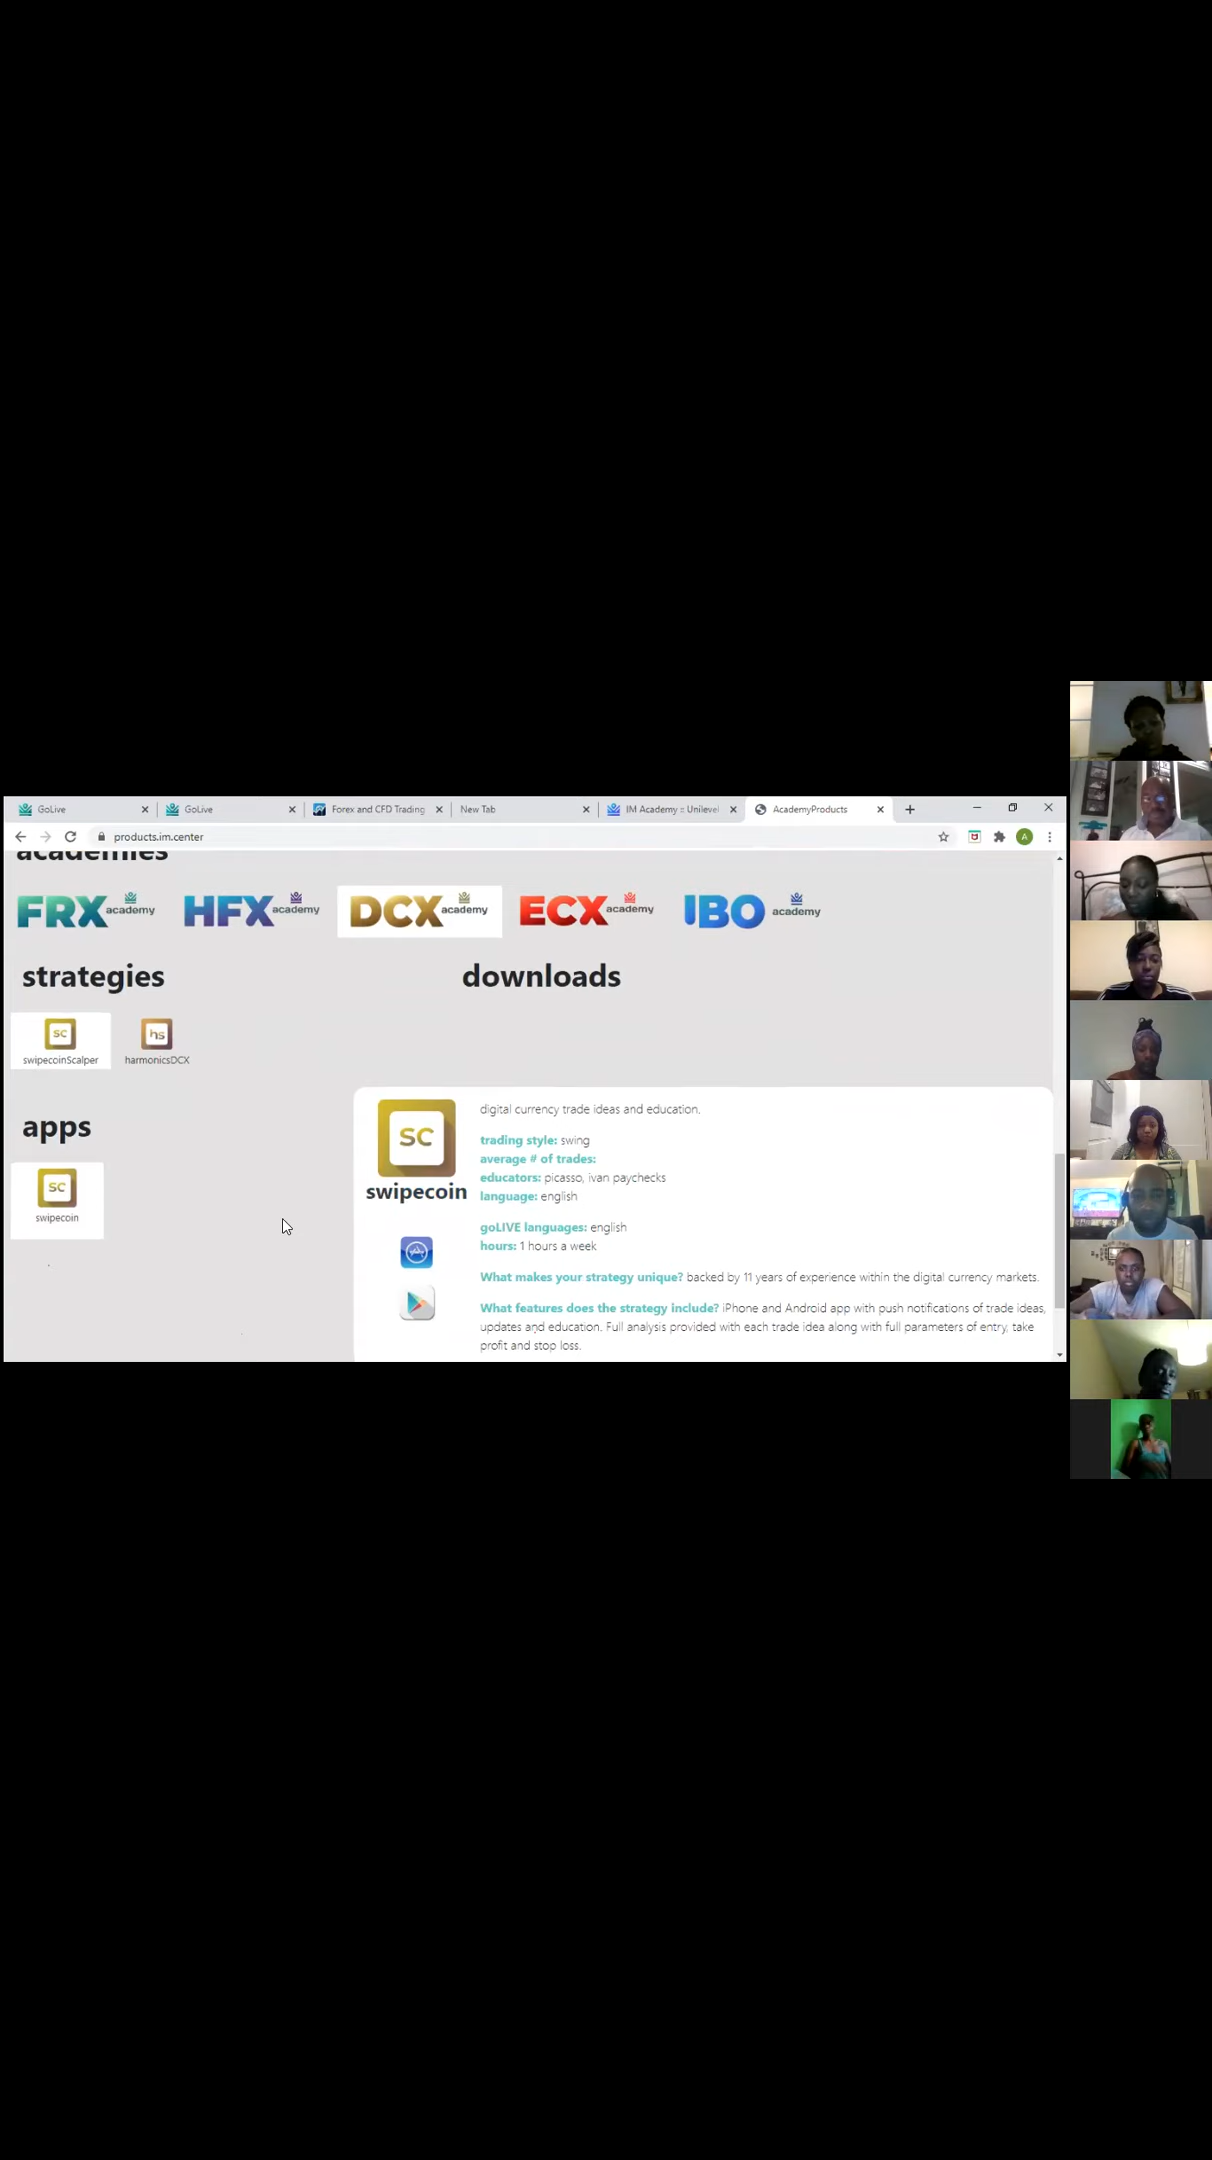 GoLive
GoLive
Forex and CFD Trading
New Tab
IM Academy :: Unilevel
AcademyProducts
products.im.center
A
academies
FRX academy
HFX academy
DCX academy
ECX academy
IBO academy
strategies
downloads
sc
hs
swipecoinScalper
harmonicsDCX
apps
sc
swipecoin
SC
swipecoin
digital currency trade ideas and education.
trading style: swing
average # of trades:
educators: picasso, ivan paychecks
language: english
goLIVE languages: english
hours: 1 hours a week
What makes your strategy unique? backed by 11 years of experience within the digital currency markets.
What features does the strategy include? iPhone and Android app with push notifications of trade ideas,
updates and education. Full analysis provided with each trade idea along with full parameters of entry, take
profit and stop loss.